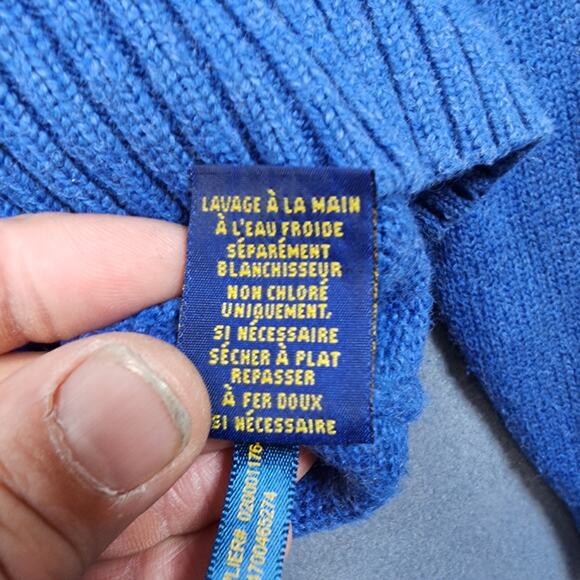 LAVAGE À LA MAIN
À L'EAU FROIDE
SÉPARÉMENT
BLANCHISSEUR
NON CHLORÉ
UNIQUEMENT,
SI NÉCESSAIRE
SÉCHER À PLAT
REPASSER
À FER DOUX
SI NÉCESSAIRE